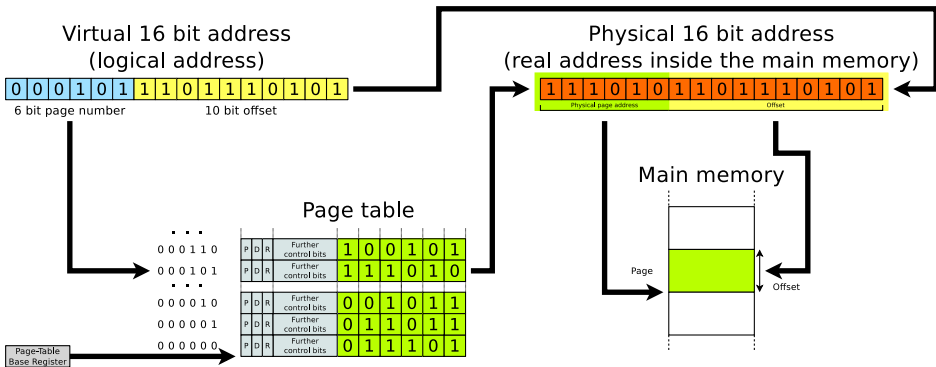 Virtual 16 bit address
(logical address)
0 0 0 1 0 1 1 1 0 1 1 1 0 1 0 1
6 bit page number
10 bit offset
Physical 16 bit address
(real address inside the main memory)
1 1 1 0 1 0 1 1 0 1 1 1 0 1 0 1
Physical page address
Offset
Page table
. . .
0 0 0 1 1 0
P D R Further control bits 1 0 0 1 0 1
0 0 0 1 0 1
P D R Further control bits 1 1 1 0 1 0
. . .
0 0 0 0 1 0
P D R Further control bits 0 0 1 0 1 1
0 0 0 0 0 1
P D R Further control bits 0 1 1 0 1 1
0 0 0 0 0 0
P D R Further control bits 0 1 1 1 0 1
Page-Table
Base Register
Main memory
Page
Offset